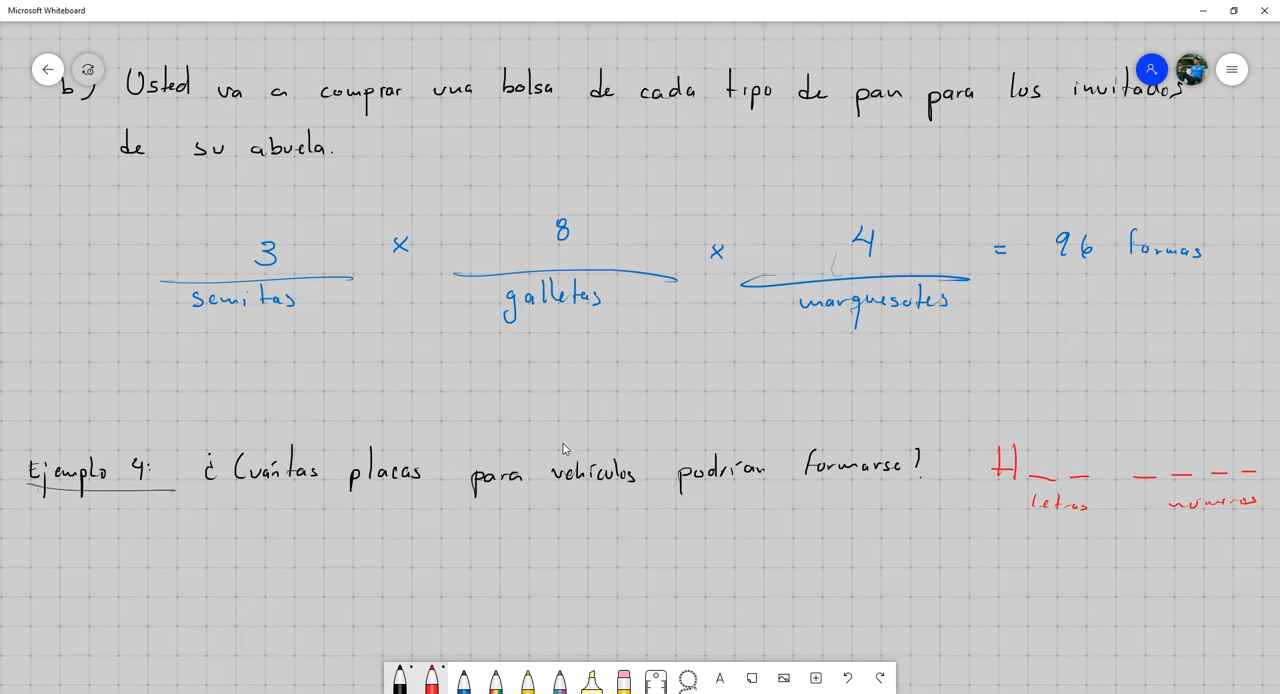 Microsoft Whiteboard
b) Usted va a comprar una bolsa de cada tipo de pan para los invitados
de su abuela.
3 x 8 x 4 = 96 formas
semitas galletas marquesotes
Ejemplo 4: ¿Cuántas placas para vehículos podrían formarse? H _ _ _ _ _ _
letras números
A